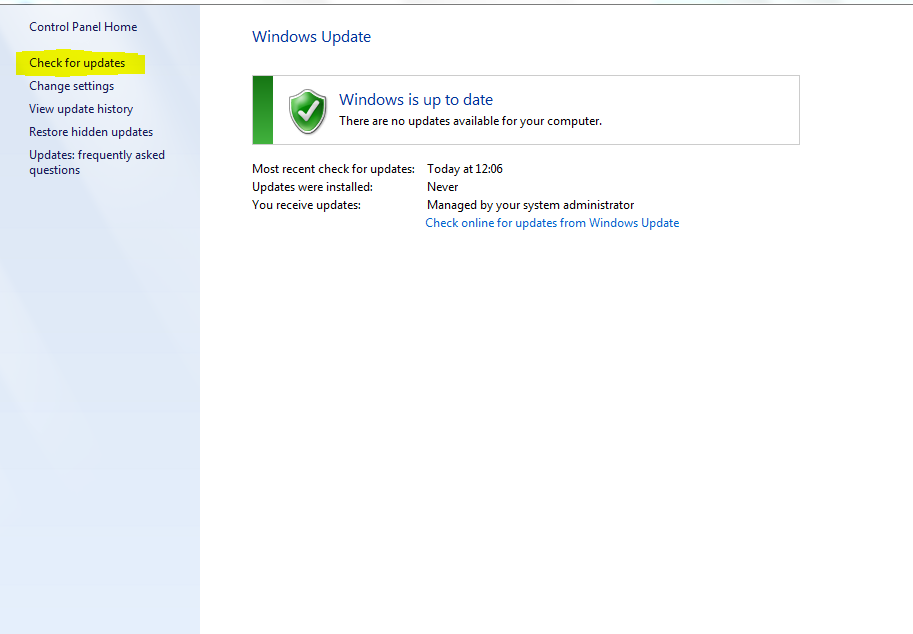 Control Panel Home
Check for updates
Change settings
View update history
Restore hidden updates
Updates: frequently asked
questions
Windows Update
Windows is up to date
There are no updates available for your computer.
Most recent check for updates: Today at 12:06
Updates were installed: Never
You receive updates: Managed by your system administrator
Check online for updates from Windows Update